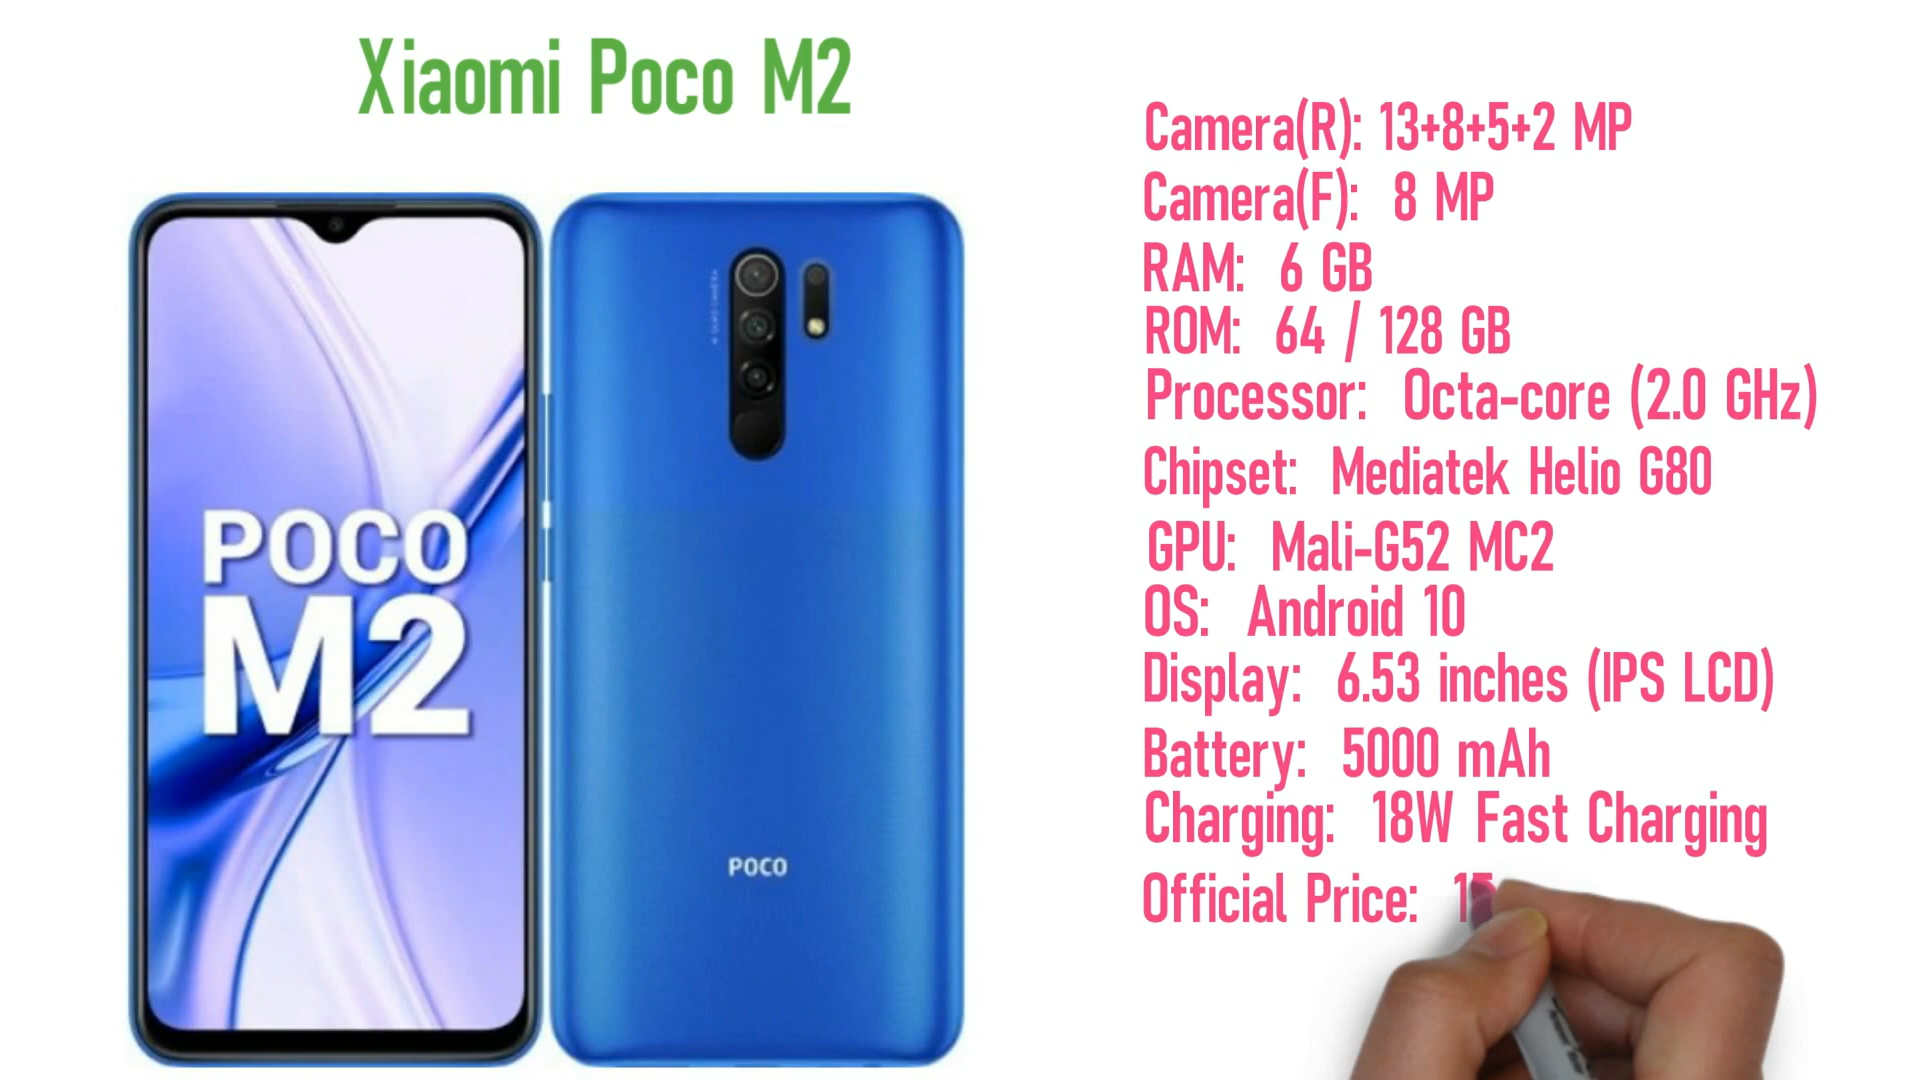 Xiaomi Poco M2
Camera(R): 13+8+5+2 MP
Camera(F): 8 MP
RAM: 6 GB
ROM: 64 / 128 GB
Processor: Octa-core (2.0 GHz)
Chipset: Mediatek Helio G80
GPU: Mali-G52 MC2
OS: Android 10
Display: 6.53 inches (IPS LCD)
Battery: 5000 mAh
Charging: 18W Fast Charging
Official Price:
POCO
M2
QUAD CAMERA
POCO